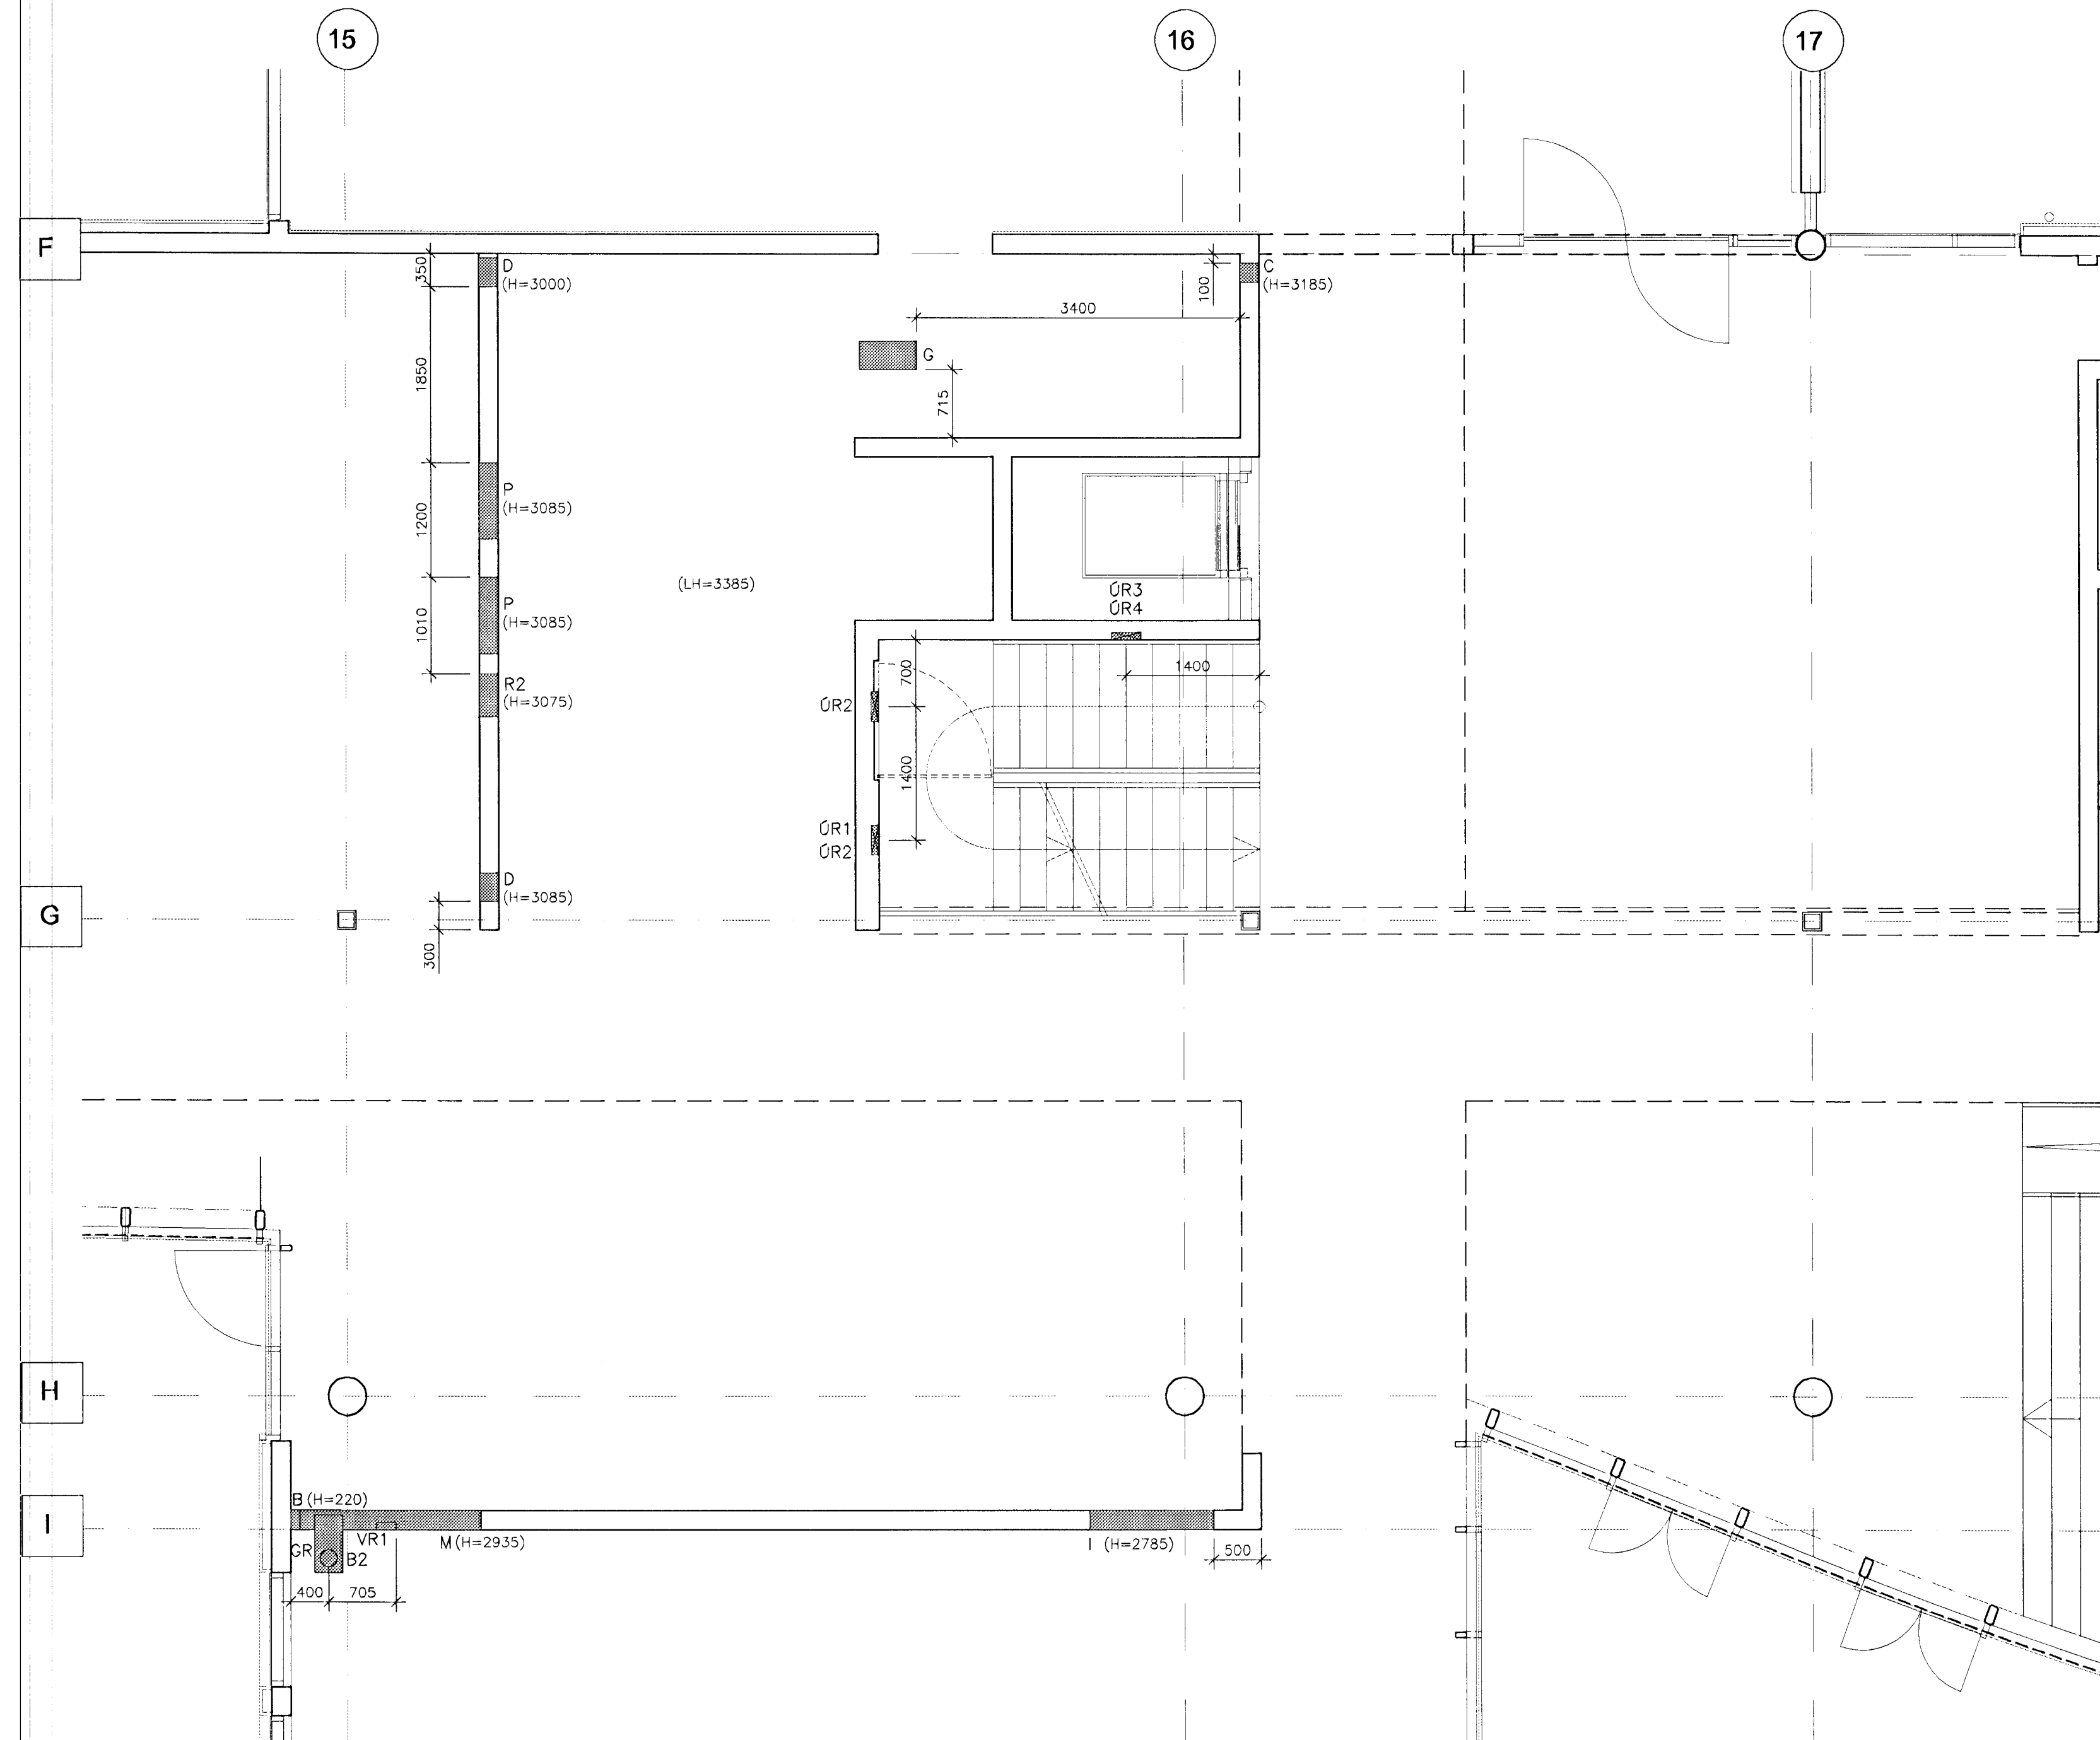 15
16
17
F
350
D
(H=3000)
C
(H=3185)
100
3400
G
1850
715
P
(H=3085)
1200
(LH=3385)
ÚR3
ÚR4
P
(H=3085)
1010
700
1400
R2
(H=3075)
ÚR2
1400
ÚR1
ÚR2
D
(H=3085)
G
300
H
B (H=220)
I
VR1
M (H=2935)
I (H=2785)
500
GR
B2
400
705